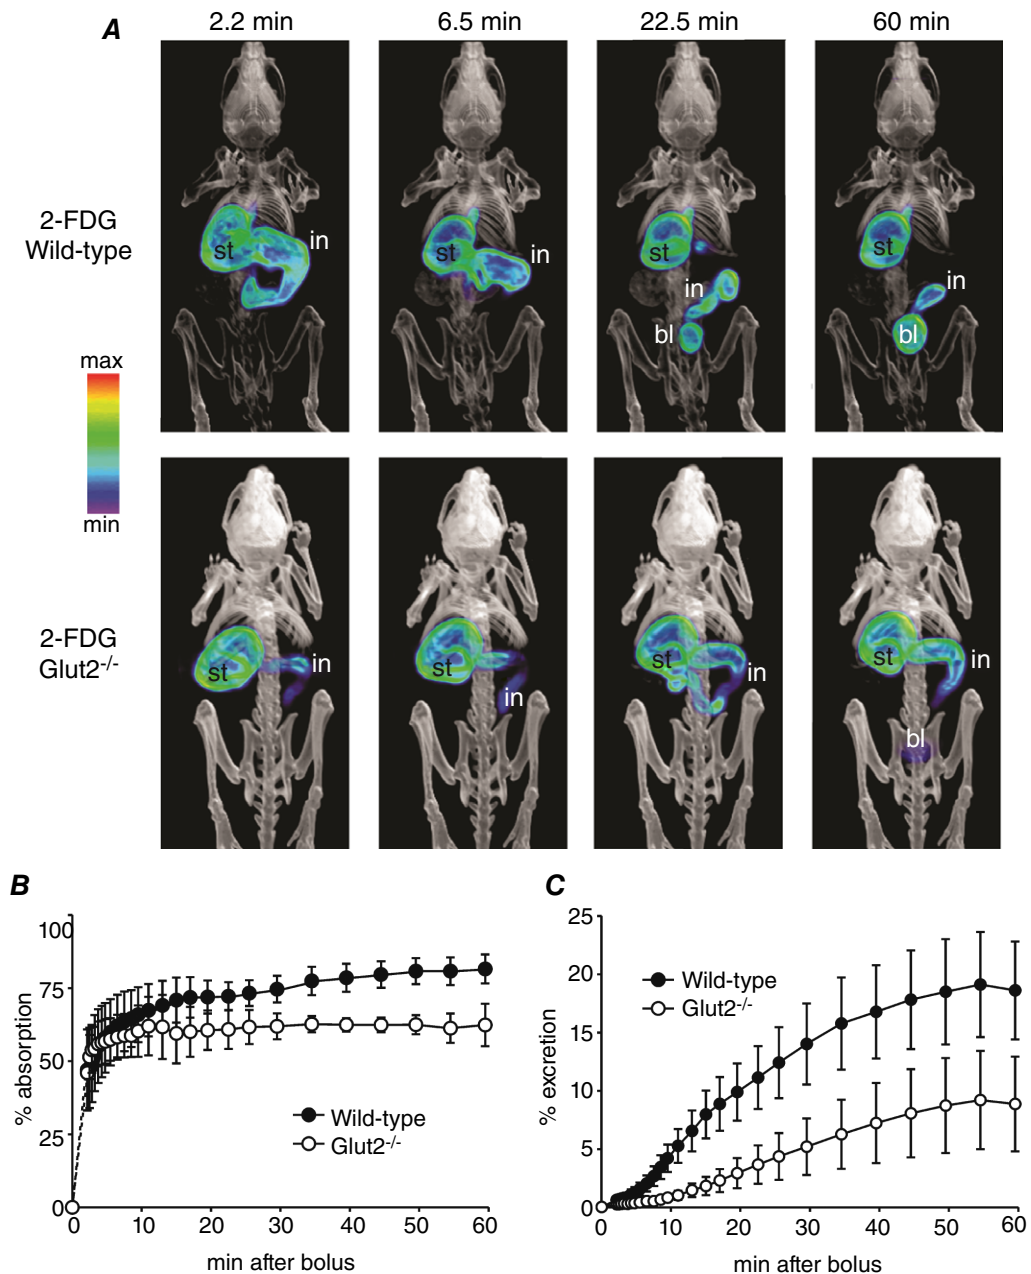 A
2.2 min
6.5 min
22.5 min
60 min
2-FDG
Wild-type
st
in
st
in
st
in
bl
st
in
bl
max
min
2-FDG
Glut2-/-
st
in
st
in
st
in
st
in
bl
B
100
75
50
25
0
% absorption
Wild-type
Glut2-/-
0 10 20 30 40 50 60
min after bolus
C
25
20
15
10
5
0
% excretion
Wild-type
Glut2-/-
0 10 20 30 40 50 60
min after bolus